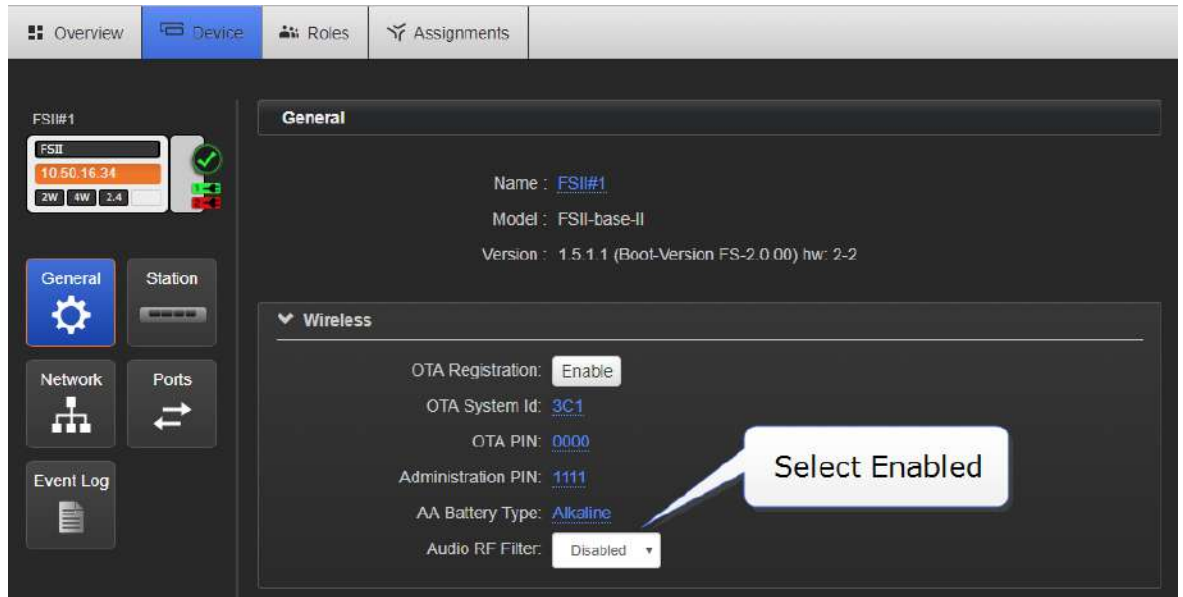 Overview Device Roles Assignments
FSII#1
FSII
10.50.16.34
2W 4W 2.4
General Station
Network Ports
Event Log
General
Name : FSII#1
Model : FSII-base-II
Version : 1.5.1.1 (Boot-Version FS-2.0.00) hw: 2-2
Wireless
OTA Registration: Enable
OTA System Id: 3C1
OTA PIN: 0000
Administration PIN: 1111
AA Battery Type: Alkaline
Audio RF Filter: Disabled
Select Enabled